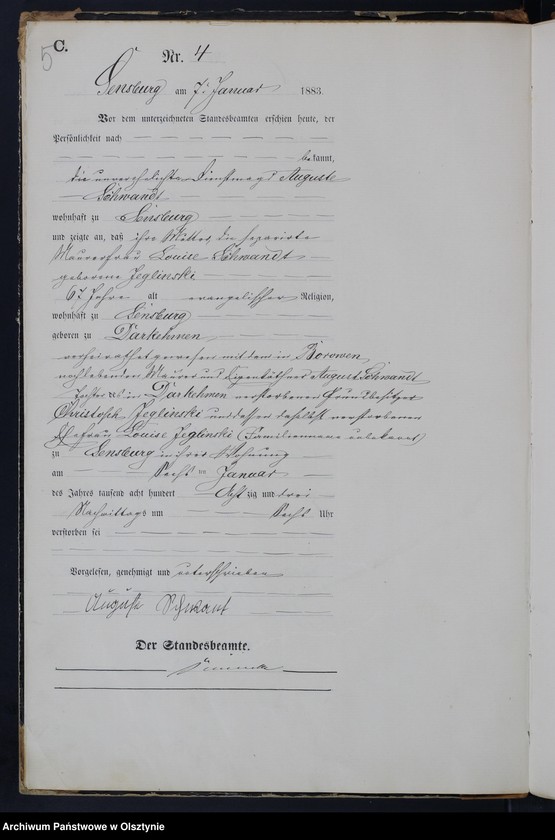 5
C.
Nr. 4
Sensburg am 7. Januar 1883.
Vor dem unterzeichneten Standesbeamten erschien heute, der
Persönlichkeit nach
bekannt,
die unverehelichte Dienstmagd Auguste
Schwandt
wohnhaft zu Sensburg
und zeigte an, daß ihre Mutter, die separirte
Maurerfrau Louise Schwandt
geborene Jeglinski
67 Jahre alt evangelischer Religion,
wohnhaft zu Sensburg
geboren zu Darkehmen
verheirathet gewesen mit dem in Borowen
noch lebenden Maurer und Eigenkäthner August Schwandt
Tochter des in Darkehmen verstorbenen Grundbesitzer
Christoph Jeglinski und dessen daselbst verstorbenen
Ehefrau Louise Jeglinski (Familienname unbekannt)
zu Sensburg in ihrer Wohnung
am Sechsten Januar
des Jahres tausend acht hundert Achtzig und drei
Nachmittags um Sechs Uhr
verstorben sei
Vorgelesen, genehmigt und unterschrieben
Auguste Schwant
Der Standesbeamte.
Archiwum Państwowe w Olsztynie